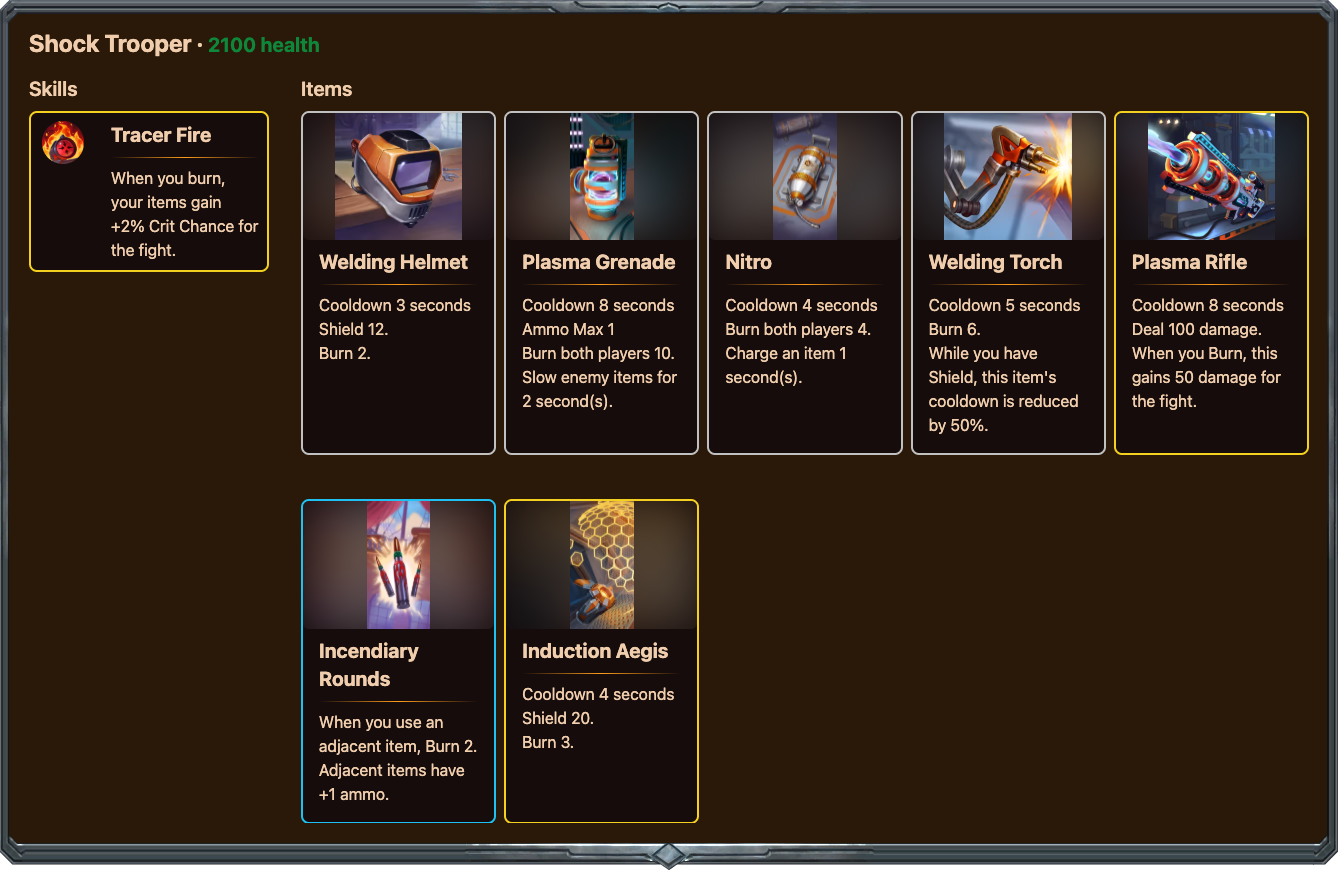 Shock Trooper · 2100 health
Skills
Tracer Fire
When you burn,
your items gain
+2% Crit Chance for
the fight.
Items
Welding Helmet
Cooldown 3 seconds
Shield 12.
Burn 2.
Plasma Grenade
Cooldown 8 seconds
Ammo Max 1
Burn both players 10.
Slow enemy items for
2 second(s).
Nitro
Cooldown 4 seconds
Burn both players 4.
Charge an item 1
second(s).
Welding Torch
Cooldown 5 seconds
Burn 6.
While you have
Shield, this item's
cooldown is reduced
by 50%.
Plasma Rifle
Cooldown 8 seconds
Deal 100 damage.
When you Burn, this
gains 50 damage for
the fight.
Incendiary
Rounds
When you use an
adjacent item, Burn 2.
Adjacent items have
+1 ammo.
Induction Aegis
Cooldown 4 seconds
Shield 20.
Burn 3.